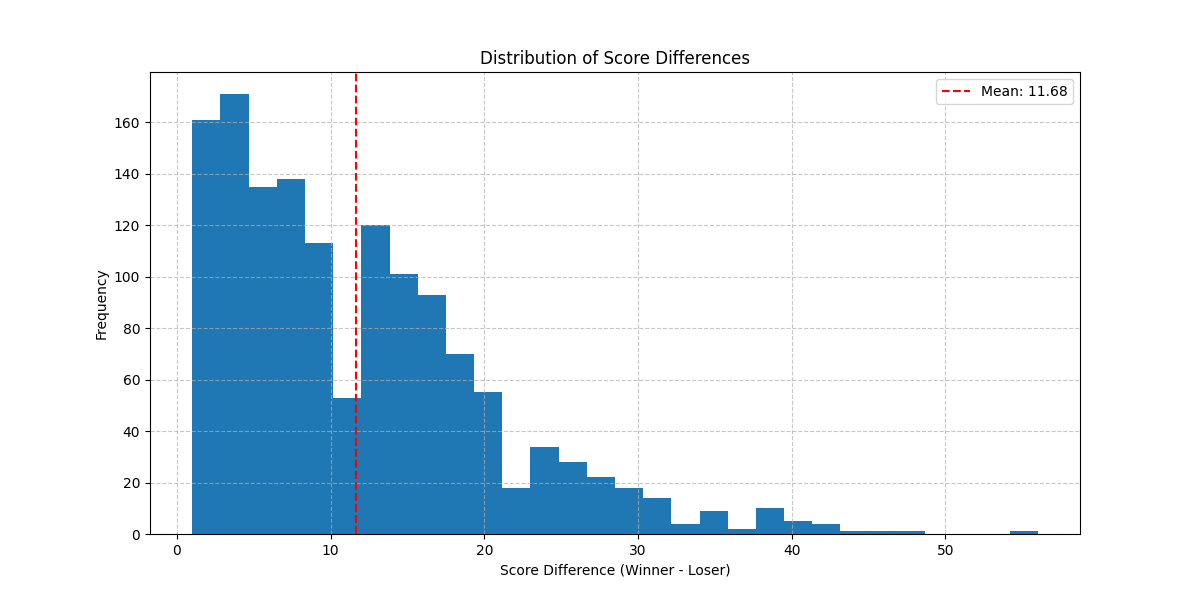 Distribution of Score Differences
Mean: 11.68
160
140
120
100
80
60
40
20
0
Frequency
0 10 20 30 40 50
Score Difference (Winner - Loser)